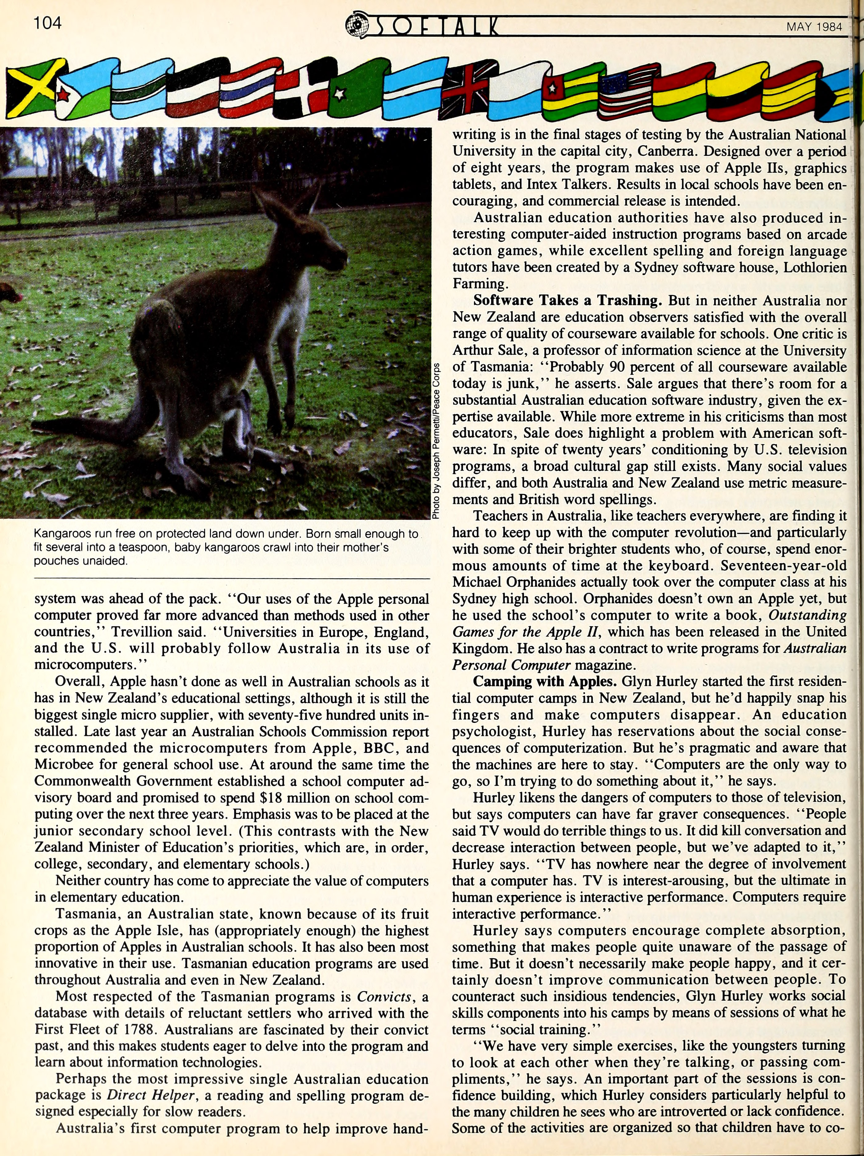 104
SOFTALK
MAY 1984
Photo by Joseph Permetti/Peace Corps
Kangaroos run free on protected land down under. Born small enough to
fit several into a teaspoon, baby kangaroos crawl into their mother's
pouches unaided.
system was ahead of the pack. ‘‘Our uses of the Apple personal
computer proved far more advanced than methods used in other
countries,’’ Trevillion said. ‘‘Universities in Europe, England,
and the U.S. will probably follow Australia in its use of
microcomputers.’’
Overall, Apple hasn't done as well in Australian schools as it
has in New Zealand's educational settings, although it is still the
biggest single micro supplier, with seventy-five hundred units in-
stalled. Late last year an Australian Schools Commission report
recommended the microcomputers from Apple, BBC, and
Microbee for general school use. At around the same time the
Commonwealth Government established a school computer ad-
visory board and promised to spend $18 million on school com-
puting over the next three years. Emphasis was to be placed at the
junior secondary school level. (This contrasts with the New
Zealand Minister of Education's priorities, which are, in order,
college, secondary, and elementary schools.)
Neither country has come to appreciate the value of computers
in elementary education.
Tasmania, an Australian state, known because of its fruit
crops as the Apple Isle, has (appropriately enough) the highest
proportion of Apples in Australian schools. It has also been most
innovative in their use. Tasmanian education programs are used
throughout Australia and even in New Zealand.
Most respected of the Tasmanian programs is Convicts, a
database with details of reluctant settlers who arrived with the
First Fleet of 1788. Australians are fascinated by their convict
past, and this makes students eager to delve into the program and
learn about information technologies.
Perhaps the most impressive single Australian education
package is Direct Helper, a reading and spelling program de-
signed especially for slow readers.
Australia's first computer program to help improve hand-
writing is in the final stages of testing by the Australian National
University in the capital city, Canberra. Designed over a period
of eight years, the program makes use of Apple IIs, graphics
tablets, and Intex Talkers. Results in local schools have been en-
couraging, and commercial release is intended.
Australian education authorities have also produced in-
teresting computer-aided instruction programs based on arcade
action games, while excellent spelling and foreign language
tutors have been created by a Sydney software house, Lothlorien
Farming.
Software Takes a Trashing. But in neither Australia nor
New Zealand are education observers satisfied with the overall
range of quality of courseware available for schools. One critic is
Arthur Sale, a professor of information science at the University
of Tasmania: ‘‘Probably 90 percent of all courseware available
today is junk,’’ he asserts. Sale argues that there's room for a
substantial Australian education software industry, given the ex-
pertise available. While more extreme in his criticisms than most
educators, Sale does highlight a problem with American soft-
ware: In spite of twenty years' conditioning by U.S. television
programs, a broad cultural gap still exists. Many social values
differ, and both Australia and New Zealand use metric measure-
ments and British word spellings.
Teachers in Australia, like teachers everywhere, are finding it
hard to keep up with the computer revolution—and particularly
with some of their brighter students who, of course, spend enor-
mous amounts of time at the keyboard. Seventeen-year-old
Michael Orphanides actually took over the computer class at his
Sydney high school. Orphanides doesn't own an Apple yet, but
he used the school's computer to write a book, Outstanding
Games for the Apple II, which has been released in the United
Kingdom. He also has a contract to write programs for Australian
Personal Computer magazine.
Camping with Apples. Glyn Hurley started the first residen-
tial computer camps in New Zealand, but he'd happily snap his
fingers and make computers disappear. An education
psychologist, Hurley has reservations about the social conse-
quences of computerization. But he's pragmatic and aware that
the machines are here to stay. ‘‘Computers are the only way to
go, so I'm trying to do something about it,’’ he says.
Hurley likens the dangers of computers to those of television,
but says computers can have far graver consequences. ‘‘People
said TV would do terrible things to us. It did kill conversation and
decrease interaction between people, but we've adapted to it,’’
Hurley says. ‘‘TV has nowhere near the degree of involvement
that a computer has. TV is interest-arousing, but the ultimate in
human experience is interactive performance. Computers require
interactive performance.’’
Hurley says computers encourage complete absorption,
something that makes people quite unaware of the passage of
time. But it doesn't necessarily make people happy, and it cer-
tainly doesn't improve communication between people. To
counteract such insidious tendencies, Glyn Hurley works social
skills components into his camps by means of sessions of what he
terms ‘‘social training.’’
‘‘We have very simple exercises, like the youngsters turning
to look at each other when they're talking, or passing com-
pliments,’’ he says. An important part of the sessions is con-
fidence building, which Hurley considers particularly helpful to
the many children he sees who are introverted or lack confidence.
Some of the activities are organized so that children have to co-